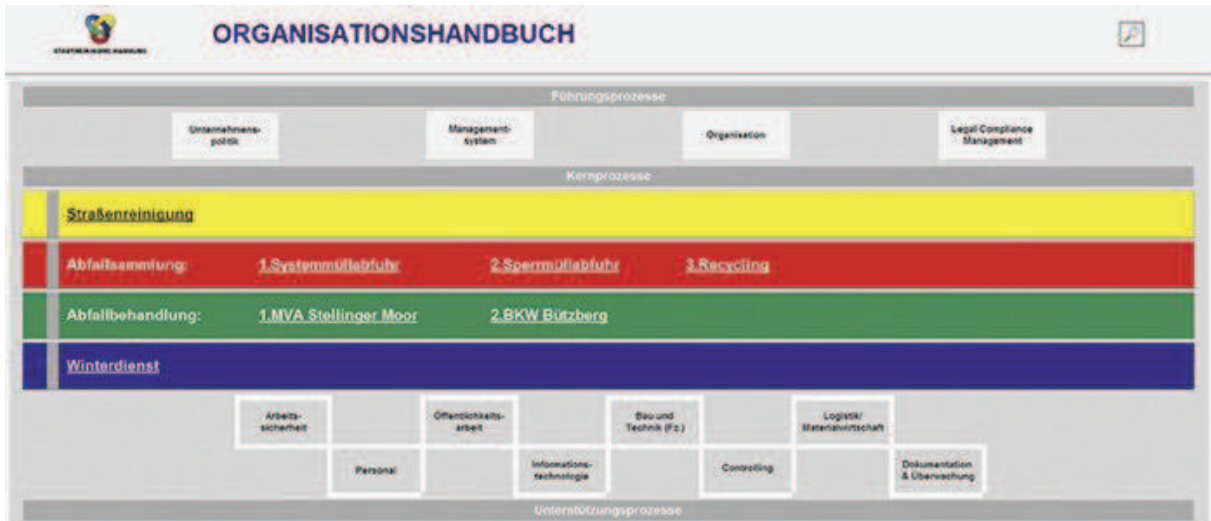 STADTREINIGUNG HAMBURG
ORGANISATIONSHANDBUCH
Führungsprozesse
Unternehmens-
politik
Management-
system
Organisation
Legal Compliance
Management
Kernprozesse
Straßenreinigung
Abfallsammlung: 1.Systemmüllabfuhr 2.Sperrmüllabfuhr 3.Recycling
Abfallbehandlung: 1.MVA Stellinger Moor 2.BKW Bützberg
Winterdienst
Arbeits-
sicherheit
Öffentlichkeits-
arbeit
Bau und
Technik (Fz.)
Logistik/
Materialwirtschaft
Personal
Informations-
technologie
Controlling
Dokumentation
& Überwachung
Unterstützungsprozesse